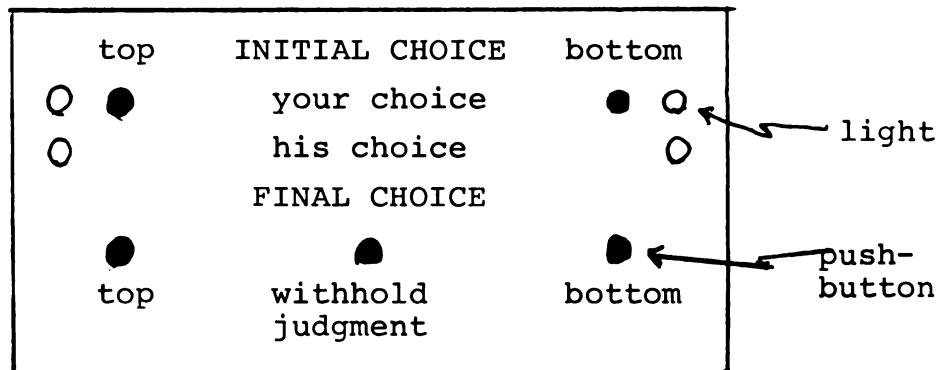 top INITIAL CHOICE bottom
your choice
light
his choice
FINAL CHOICE
push-
button
top withhold bottom
judgment